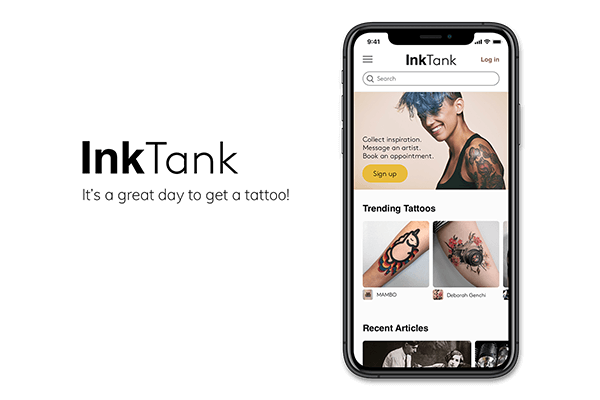 InkTank
It's a great day to get a tattoo!
9:41
InkTank
Log in
Search
Collect inspiration.
Message an artist.
Book an appointment.
Sign up
Trending Tattoos
MAMBO
Deborah Genchi
Recent Articles